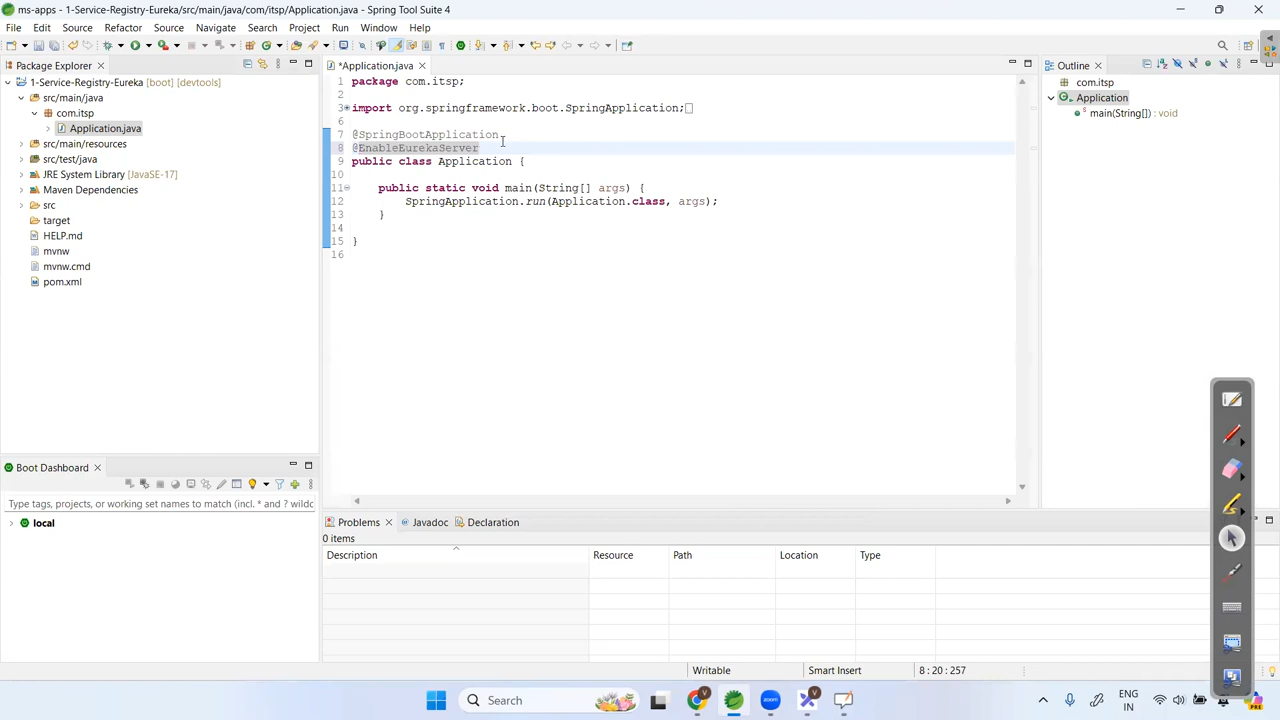 ms-apps - 1-Service-Registry-Eureka/src/main/java/com/itsp/Application.java - Spring Tool Suite 4
File Edit Source Refactor Source Navigate Search Project Run Window Help
Package Explorer
1-Service-Registry-Eureka [boot] [devtools]
src/main/java
com.itsp
Application.java
src/main/resources
src/test/java
JRE System Library [JavaSE-17]
Maven Dependencies
src
target
HELP.md
mvnw
mvnw.cmd
pom.xml
Boot Dashboard
Type tags, projects, or working set names to match (incl. * and ? wildc
local
*Application.java
1 package com.itsp;
2
3 import org.springframework.boot.SpringApplication;
6
7 @SpringBootApplication
8 @EnableEurekaServer
9 public class Application {
10
11 public static void main(String[] args) {
12 SpringApplication.run(Application.class, args);
13 }
14
15 }
16
Outline
com.itsp
Application
main(String[]) : void
Problems Javadoc Declaration
0 items
Description Resource Path Location Type
Writable Smart Insert 8 : 20 : 257
Search
zoom
ENG
IN
PRE